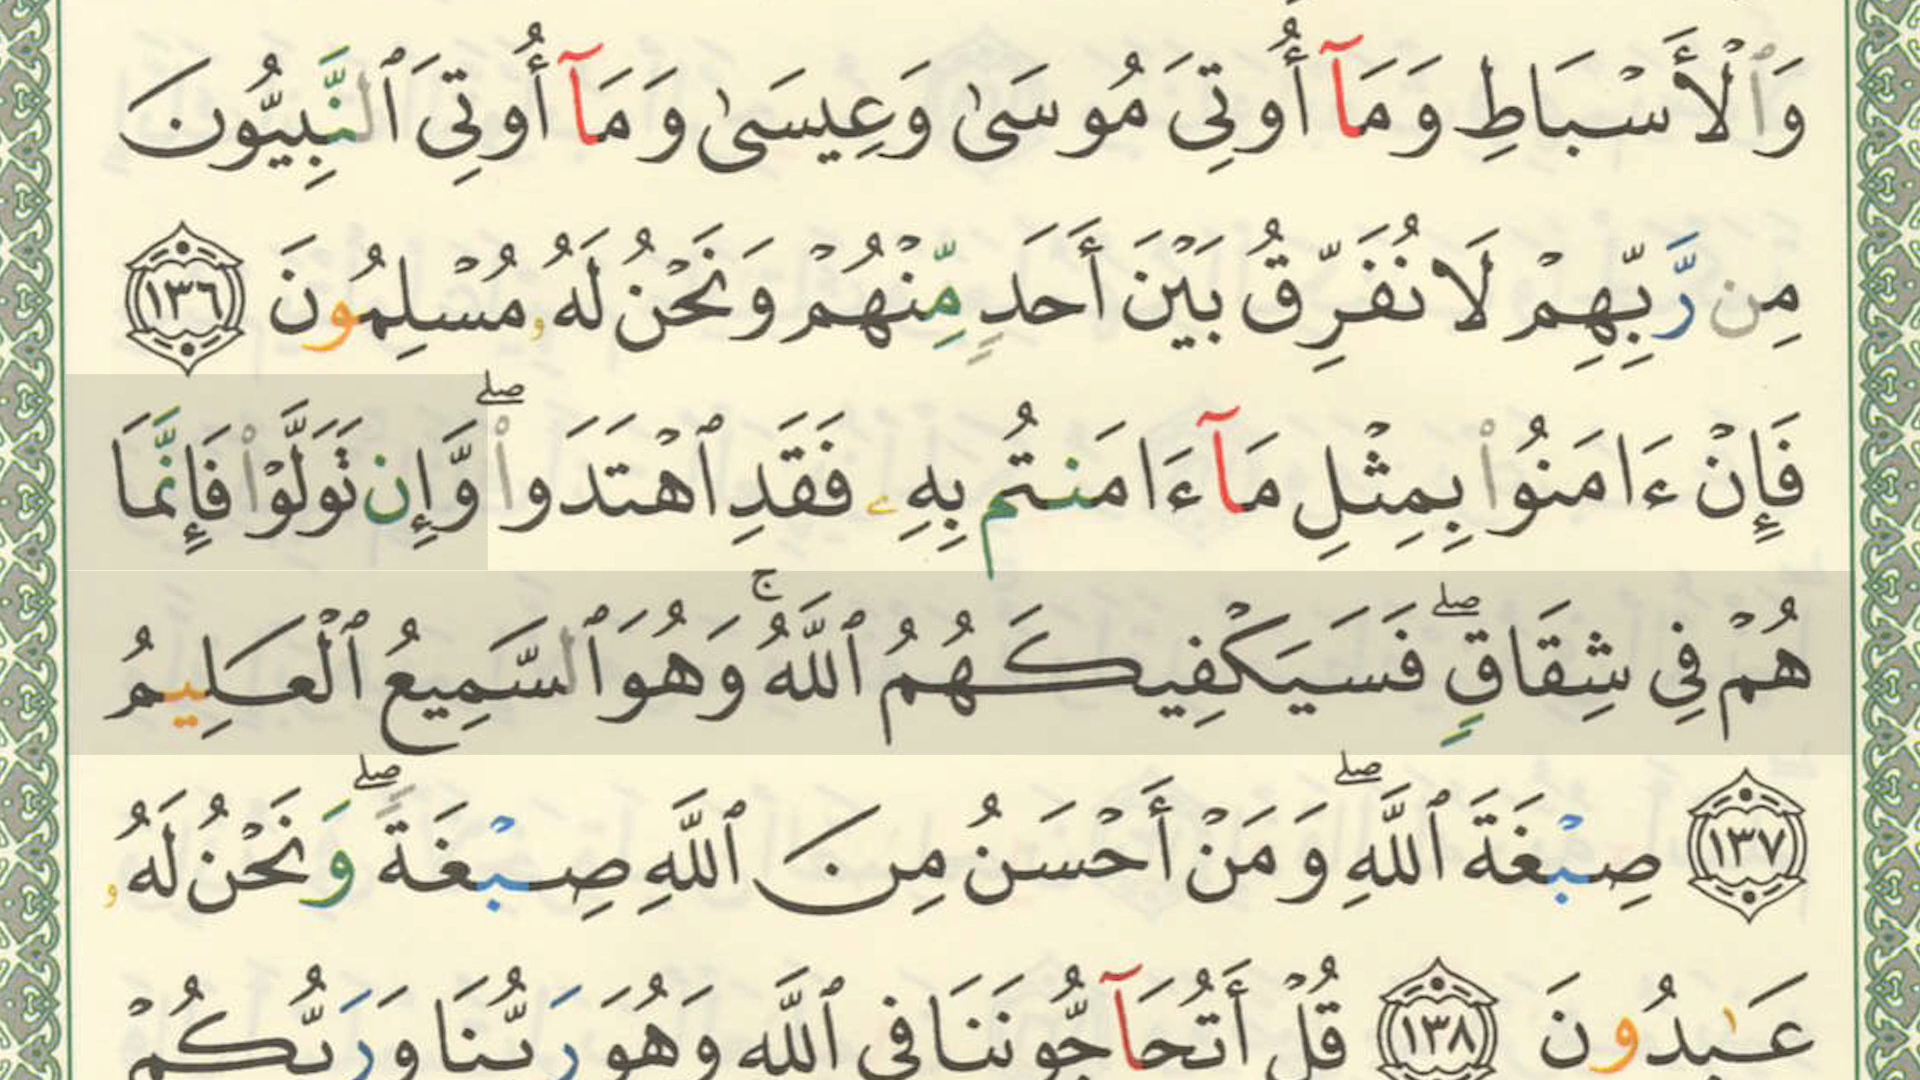 وَٱلْأَسْبَاطِ وَمَآ أُوتِىَ مُوسَىٰ وَعِيسَىٰ وَمَآ أُوتِىَ ٱلنَّبِيُّونَ
مِن رَّبِّهِمْ لَا نُفَرِّقُ بَيْنَ أَحَدٍ مِّنْهُمْ وَنَحْنُ لَهُۥ مُسْلِمُونَ ١٣٦
فَإِنْ ءَامَنُوا۟ بِمِثْلِ مَآ ءَامَنتُم بِهِۦ فَقَدِ ٱهْتَدَوا۟ ۖ وَّإِن تَوَلَّوْا۟ فَإِنَّمَا
هُمْ فِى شِقَاقٍ ۖ فَسَيَكْفِيكَهُمُ ٱللَّهُ ۚ وَهُوَ ٱلسَّمِيعُ ٱلْعَلِيمُ
١٣٧ صِبْغَةَ ٱللَّهِ ۖ وَمَنْ أَحْسَنُ مِنَ ٱللَّهِ صِبْغَةً ۖ وَنَحْنُ لَهُۥ
عَـٰبِدُونَ ١٣٨ قُلْ أَتُحَآجُّونَنَا فِى ٱللَّهِ وَهُوَ رَبُّنَا وَرَبُّكُمْ